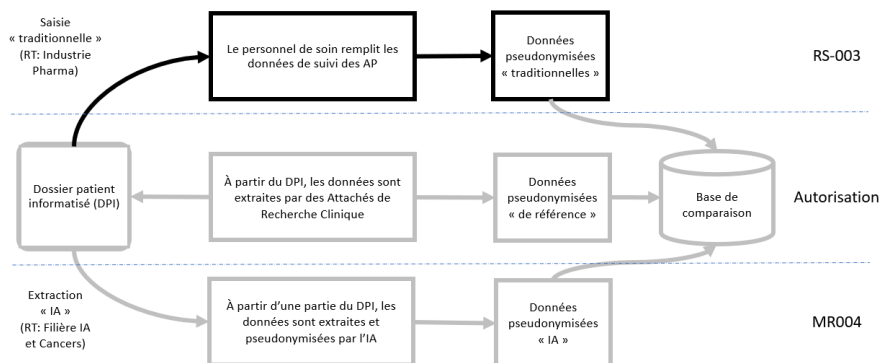 Saisie
« traditionnelle »
(RT: Industrie
Pharma)
Le personnel de soin remplit les
données de suivi des AP
Données
pseudonymisées
« traditionnelles »
RS-003
Dossier patient
informatisé (DPI)
À partir du DPI, les données sont
extraites par des Attachés de
Recherche Clinique
Données
pseudonymisées
« de référence »
Base de
comparaison
Autorisation
Extraction
« IA »
(RT: Filière IA
et Cancers)
À partir d'une partie du DPI, les
données sont extraites et
pseudonymisées par l'IA
Données
pseudonymisées
« IA »
MR004